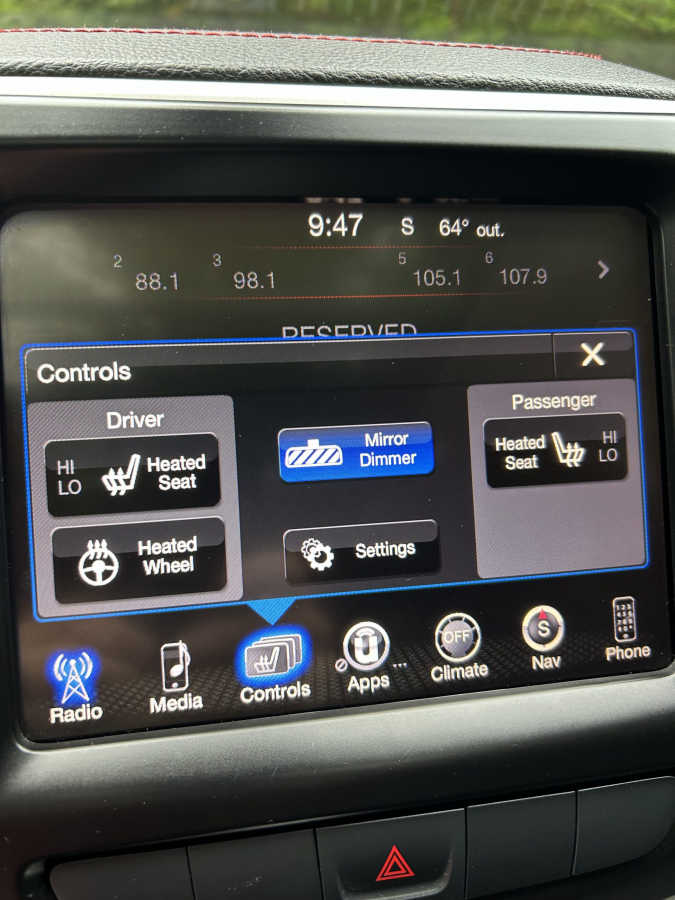 9:47 S 64° out.
2 88.1 3 98.1 5 105.1 6 107.9
RESERVED
Controls
Driver
HI
LO
Heated
Seat
Heated
Wheel
Mirror
Dimmer
Settings
Passenger
Heated
Seat
HI
LO
Radio
Media
Controls
Apps
OFF
Climate
S
Nav
Phone